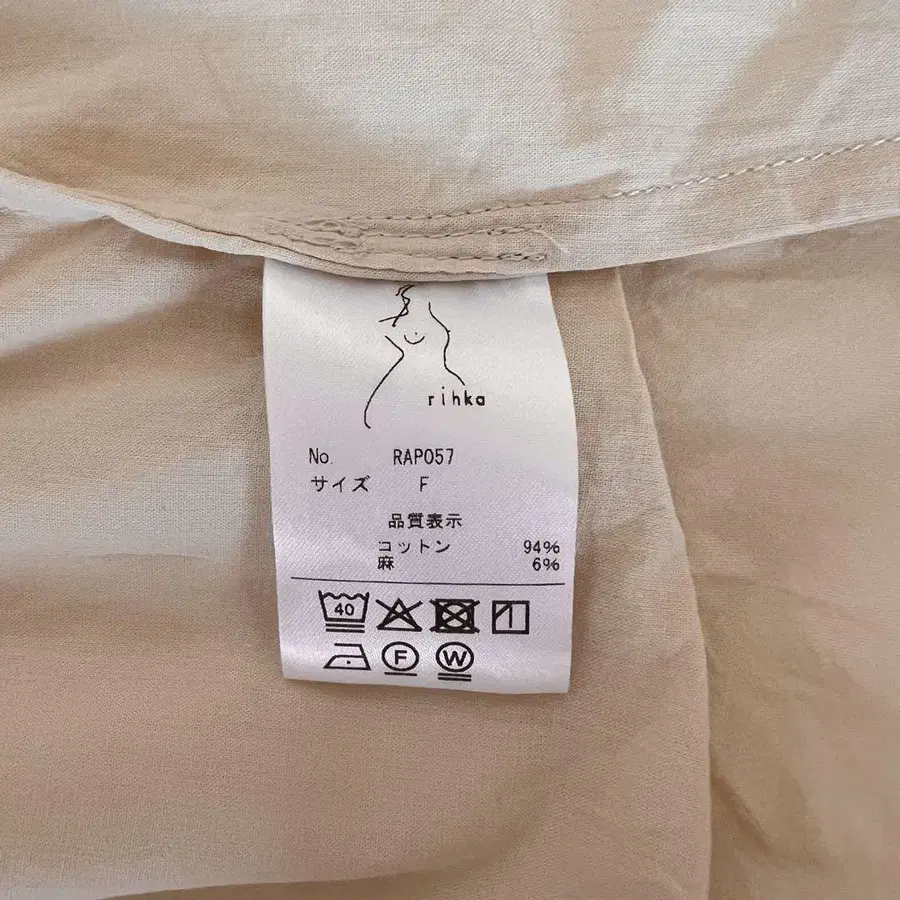 rihka
No. RAP057
サイズ F
品質表示
コットン 94%
麻 6%
40
F W